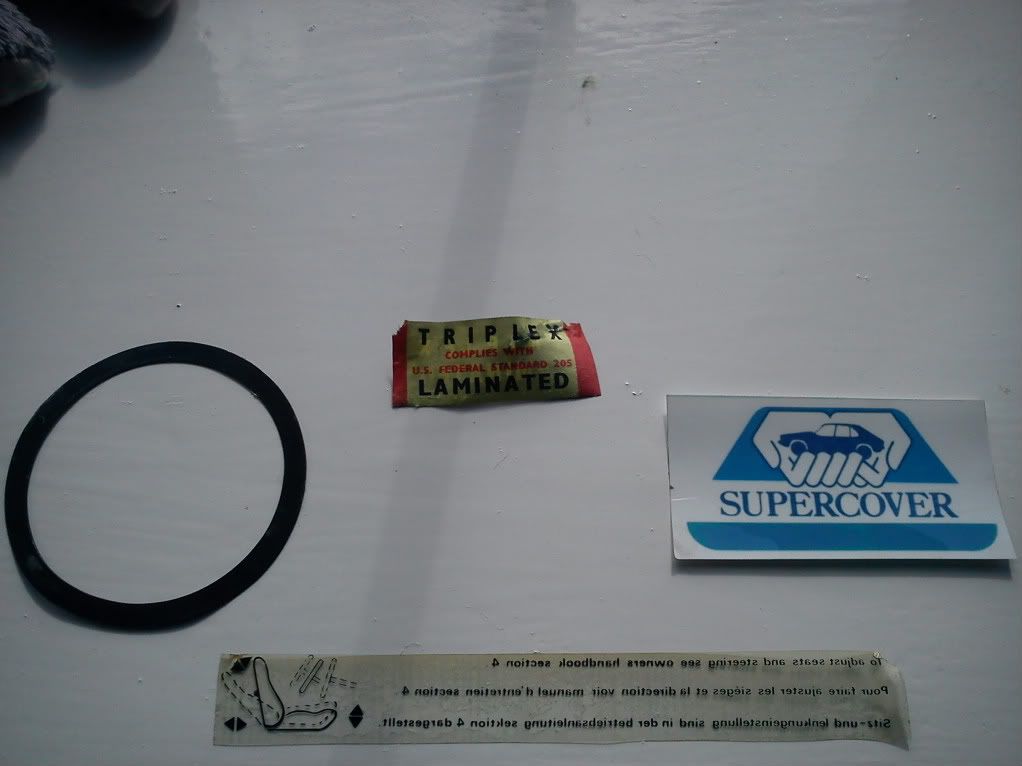 TRIPLEX
COMPLIES WITH
U.S. FEDERAL STANDARD 205
LAMINATED
SUPERCOVER
To adjust seats and steering see owners handbook section 4
Pour faire ajuster les sièges et la direction voir manuel d'entretien section 4
Sitz-und lenkungeinstellung sind in der betriebsanleitung sektion 4 dargestellt.